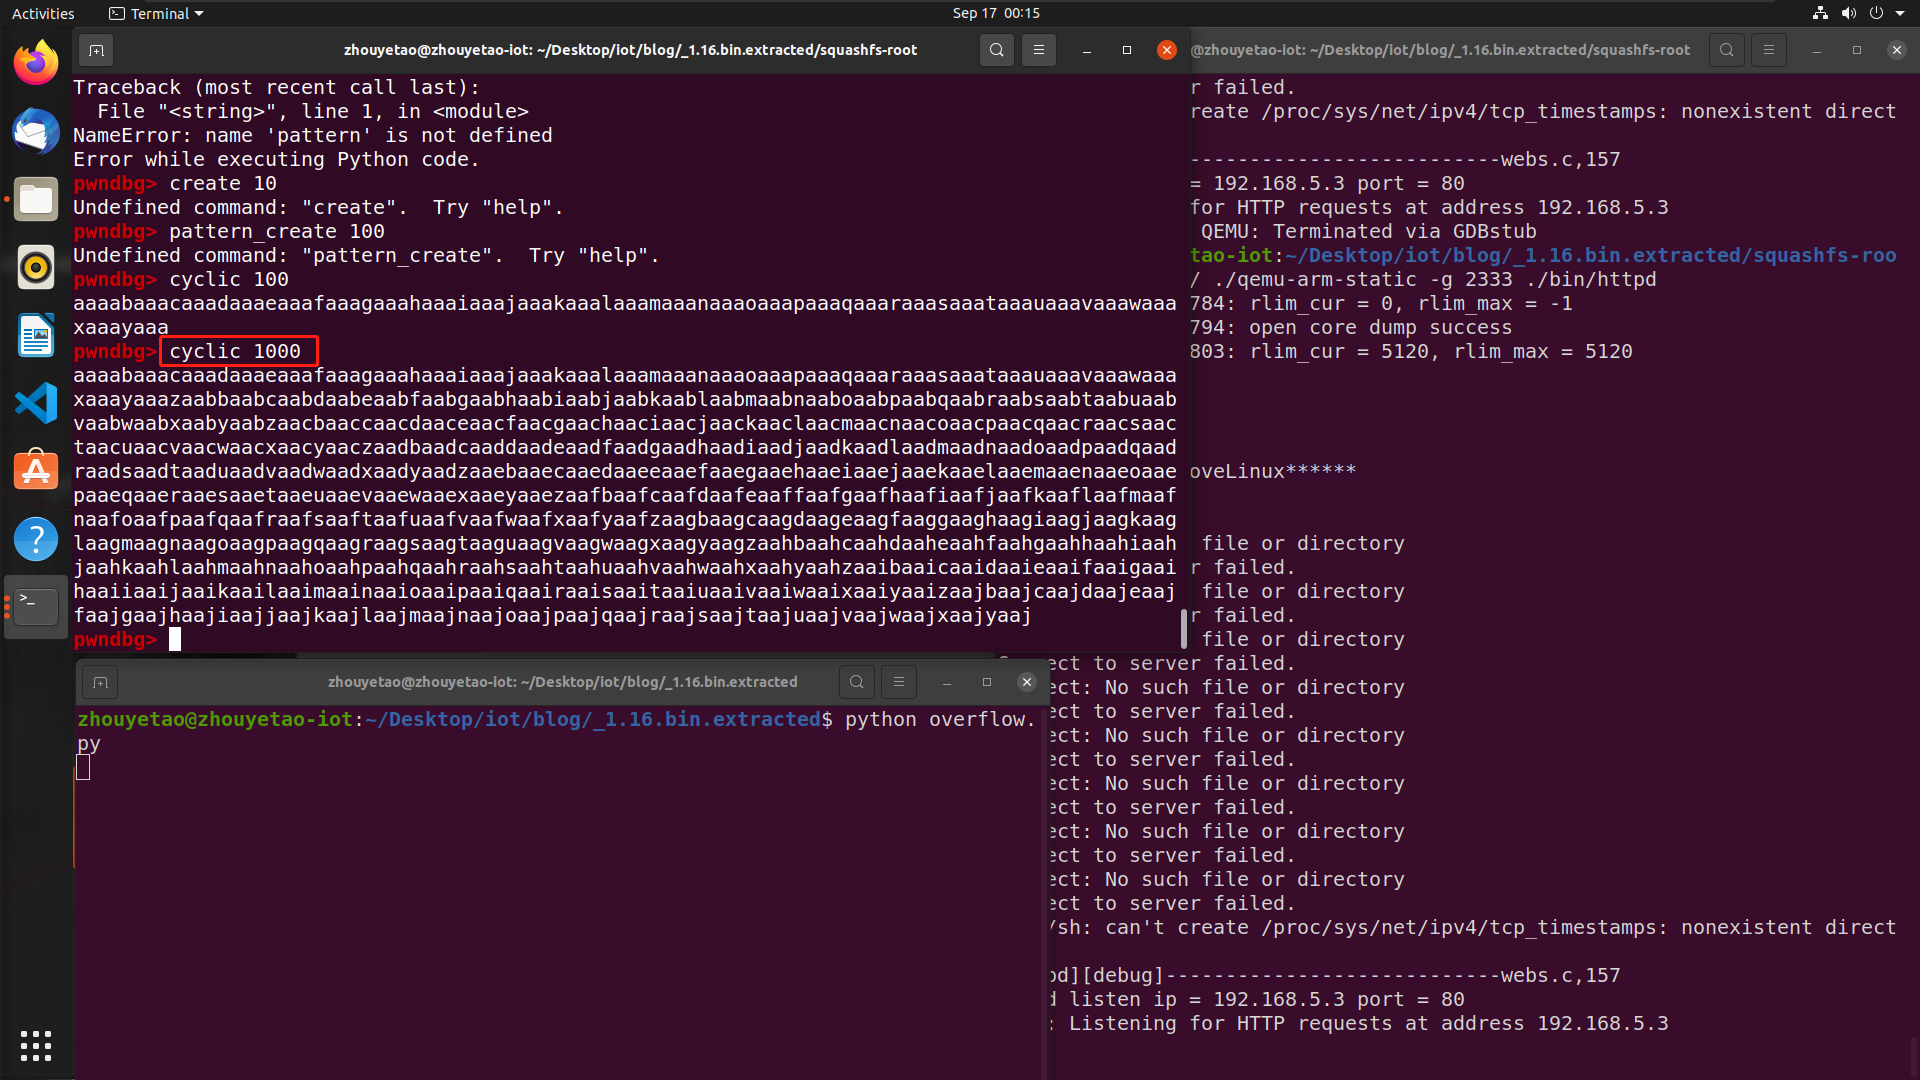 Activities
Terminal
Sep 17 00:15
zhouyetao@zhouyetao-iot: ~/Desktop/iot/blog/_1.16.bin.extracted/squashfs-root
Traceback (most recent call last):
File "<string>", line 1, in <module>
NameError: name 'pattern' is not defined
Error while executing Python code.
pwndbg> create 10
Undefined command: "create".  Try "help".
pwndbg> pattern_create 100
Undefined command: "pattern_create".  Try "help".
pwndbg> cyclic 100
aaaabaaacaaadaaaeaaafaaagaaahaaaiaaajaaakaaalaaamaaanaaaoaaapaaaqaaaraaasaaataaauaaavaaawaaa
xaaayaaa
pwndbg> cyclic 1000
aaaabaaacaaadaaaeaaafaaagaaahaaaiaaajaaakaaalaaamaaanaaaoaaapaaaqaaaraaasaaataaauaaavaaawaaa
xaaayaaazaabbaabcaabdaabeaabfaabgaabhaabiaabjaabkaablaabmaabnaaboaabpaabqaabraabsaabtaabuaab
vaabwaabxaabyaabzaacbaaccaacdaaceaacfaacgaachaaciaacjaackaaclaacmaacnaacoaacpaacqaacraacsaac
taacuaacvaacwaacxaacyaaczaadbaadcaaddaadeaadfaadgaadhaadiaadjaadkaadlaadmaadnaadoaadpaadqaad
raadsaadtaaduaadvaadwaadxaadyaadzaaebaaecaaedaaeeaaefaaegaaehaaeiaaejaaekaaelaaemaaenaaeoaae
paaeqaaeraaesaaetaaeuaaevaaewaaexaaeyaaezaafbaafcaafdaafeaaffaafgaafhaafiaafjaafkaaflaafmaaf
naafoaafpaafqaafraafsaaftaafuaafvaafwaafxaafyaafzaagbaagcaagdaageaagfaaggaaghaagiaagjaagkaag
laagmaagnaagoaagpaagqaagraagsaagtaaguaagvaagwaagxaagyaagzaahbaahcaahdaaheaahfaahgaahhaahiaah
jaahkaahlaahmaahnaahoaahpaahqaahraahsaahtaahuaahvaahwaahxaahyaahzaaibaaicaaidaaieaaifaaigaai
haaiiaaijaaikaailaaimaainaaioaaipaaiqaairaaisaaitaaiuaaivaaiwaaixaaiyaaizaajbaajcaajdaajeaaj
faajgaajhaajiaajjaajkaajlaajmaajnaajoaajpaajqaajraajsaajtaajuaajvaajwaajxaajyaaj
pwndbg>
zhouyetao@zhouyetao-iot: ~/Desktop/iot/blog/_1.16.bin.extracted
zhouyetao@zhouyetao-iot:~/Desktop/iot/blog/_1.16.bin.extracted$ python overflow.
py
@zhouyetao-iot: ~/Desktop/iot/blog/_1.16.bin.extracted/squashfs-root
r failed.
reate /proc/sys/net/ipv4/tcp_timestamps: nonexistent direct
--------------------------webs.c,157
= 192.168.5.3 port = 80
for HTTP requests at address 192.168.5.3
QEMU: Terminated via GDBstub
tao-iot:~/Desktop/iot/blog/_1.16.bin.extracted/squashfs-roo
/ ./qemu-arm-static -g 2333 ./bin/httpd
784: rlim_cur = 0, rlim_max = -1
794: open core dump success
803: rlim_cur = 5120, rlim_max = 5120
oveLinux******
file or directory
r failed.
file or directory
r failed.
file or directory
ect to server failed.
ect: No such file or directory
ect to server failed.
ect: No such file or directory
ect to server failed.
ect: No such file or directory
ect to server failed.
ect: No such file or directory
ect to server failed.
ect: No such file or directory
ect to server failed.
/sh: can't create /proc/sys/net/ipv4/tcp_timestamps: nonexistent direct
od][debug]----------------------------webs.c,157
d listen ip = 192.168.5.3 port = 80
: Listening for HTTP requests at address 192.168.5.3